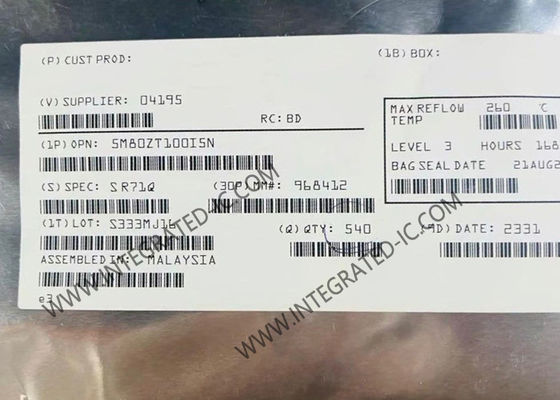 (P) CUST PROD:
(1B) BOX:
(V) SUPPLIER: 04195
RC: BD
MAX REFLOW TEMP 260 °C
(1P) OPN: 5M80ZT100I5N
LEVEL 3 HOURS 168
BAG SEAL DATE 21AUG2
(S) SPEC: S R71Q
(30P) MM#: 968412
(1T) LOT: S333MJ16
(Q) QTY: 540
(9D) DATE: 2331
ASSEMBLED IN: MALAYSIA
e3
WWW.INTEGRATED-IC.COM
WWW.INTEGRATED-IC.COM